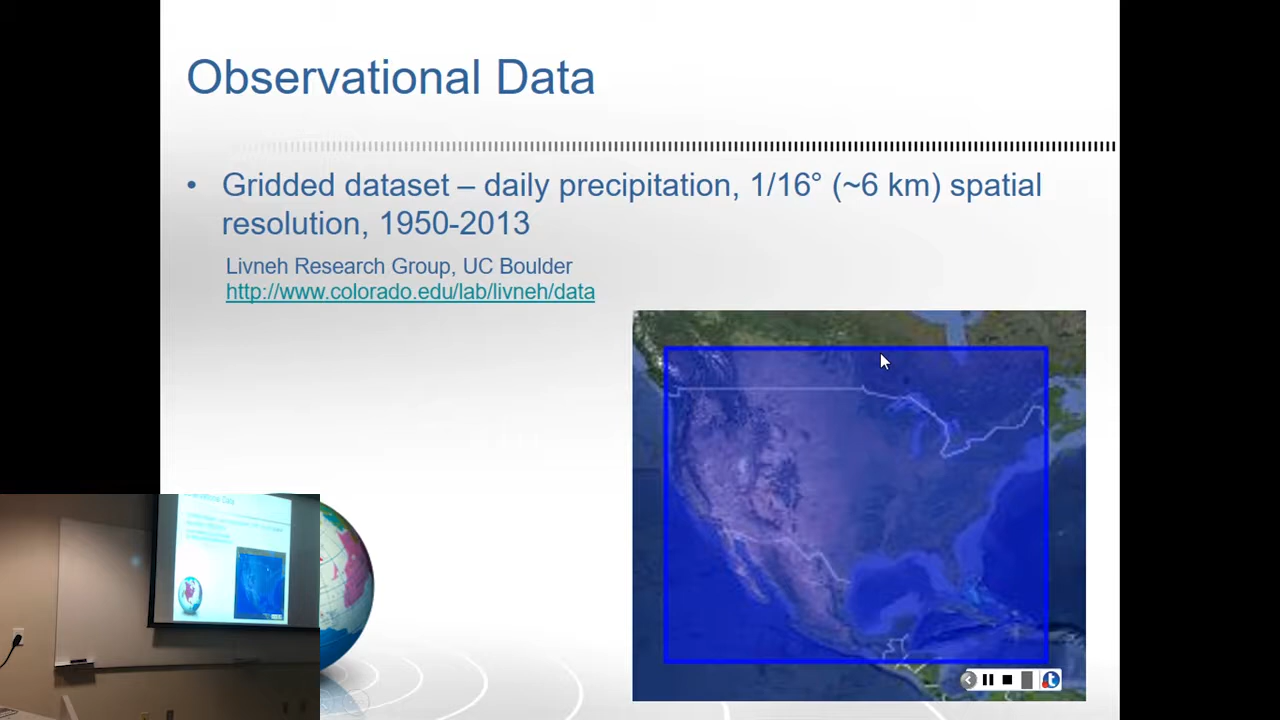 Observational Data
• Gridded dataset – daily precipitation, 1/16° (~6 km) spatial
resolution, 1950-2013
Livneh Research Group, UC Boulder
http://www.colorado.edu/lab/livneh/data